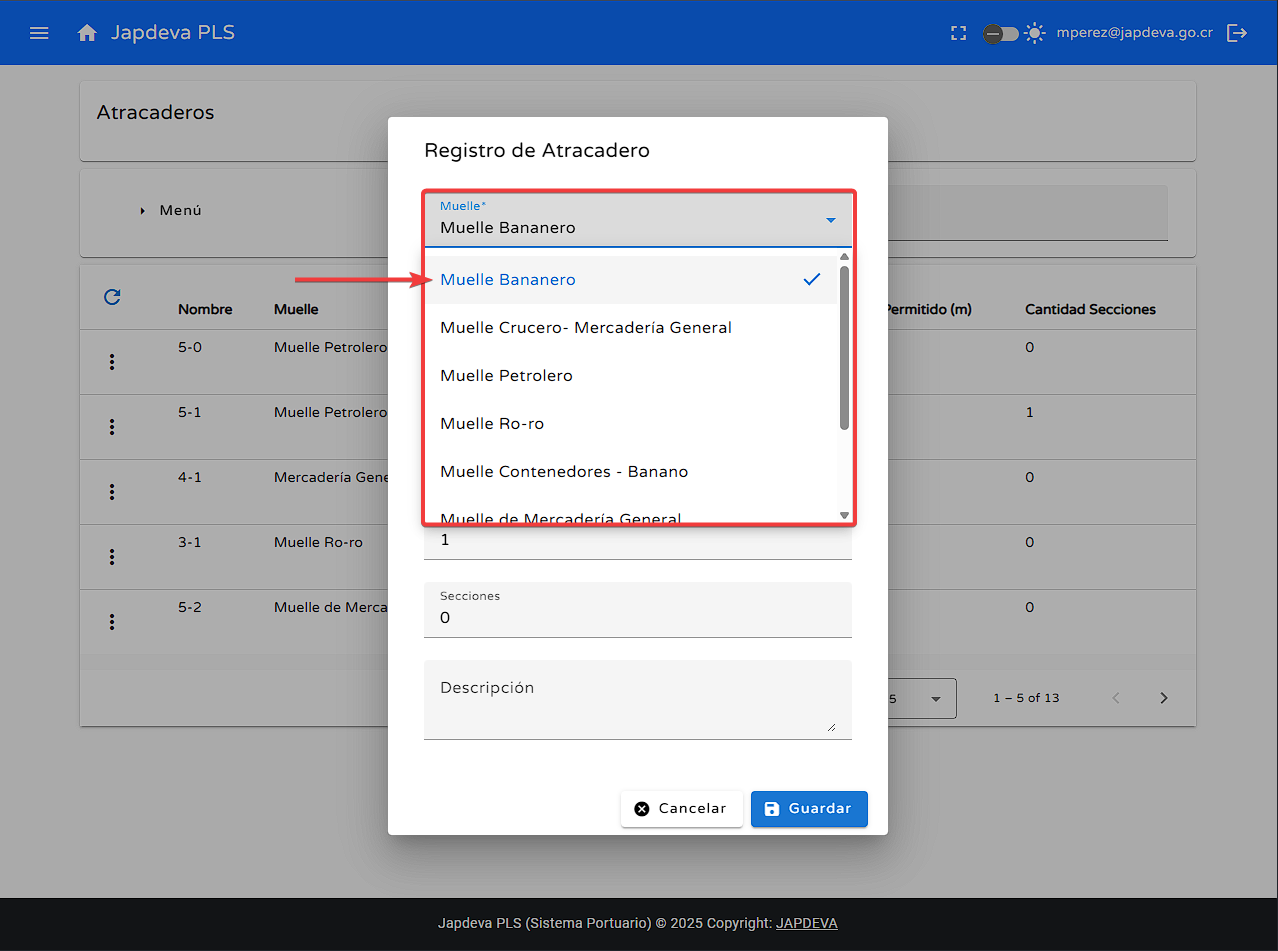 Japdeva PLS
mperez@japdeva.go.cr
Atracaderos
Menú
Nombre Muelle Permitido (m) Cantidad Secciones
5-0 Muelle Petrolero 0
5-1 Muelle Petrolero 1
4-1 Mercadería Gene 0
3-1 Muelle Ro-ro 0
5-2 Muelle de Merca 0
5 1 – 5 of 13
Registro de Atracadero
Muelle*
Muelle Bananero
Muelle Bananero
Muelle Crucero- Mercadería General
Muelle Petrolero
Muelle Ro-ro
Muelle Contenedores - Banano
Muelle de Mercadería General
1
Secciones
0
Descripción
Cancelar Guardar
Japdeva PLS (Sistema Portuario) © 2025 Copyright: JAPDEVA